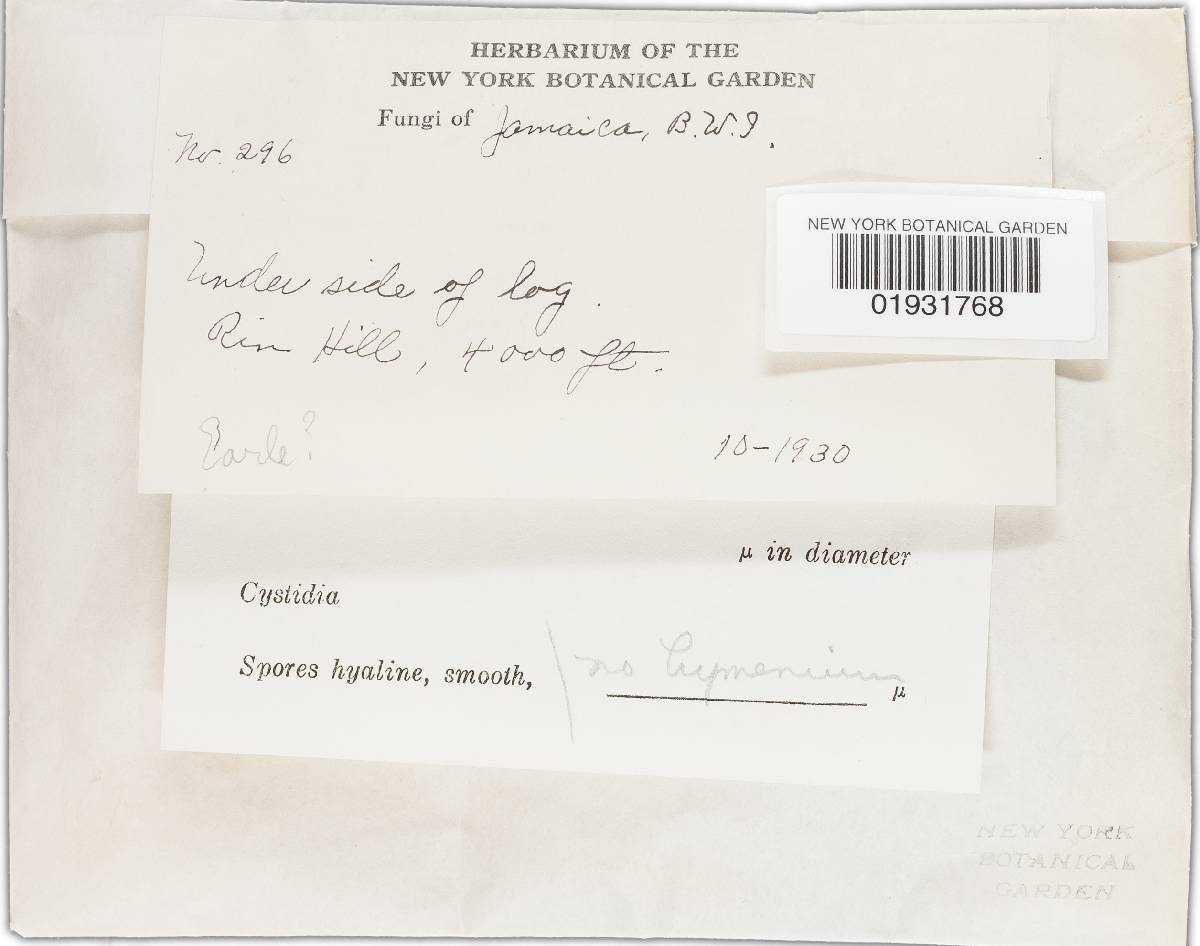 HERBARIUM OF THE
NEW YORK BOTANICAL GARDEN
Fungi of Jamaica, B.W.I.
No. 296
NEW YORK BOTANICAL GARDEN
01931768
Under side of log.
Rin Hill, 4000 ft.
Earle?
10-1930
µ in diameter
Cystidia
Spores hyaline, smooth, / no hymenium µ
NEW YORK
BOTANICAL
GARDEN